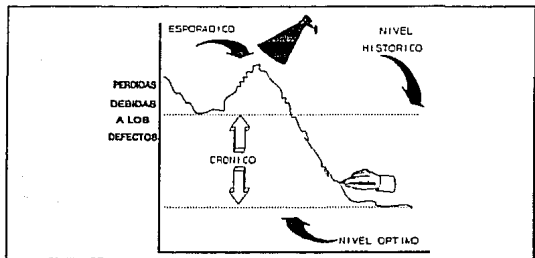 ESPORADICO
NIVEL
HISTORICO
PERDIDAS
DEBIDAS
A LOS
DEFECTOS
CRONICO
NIVEL OPTIMO